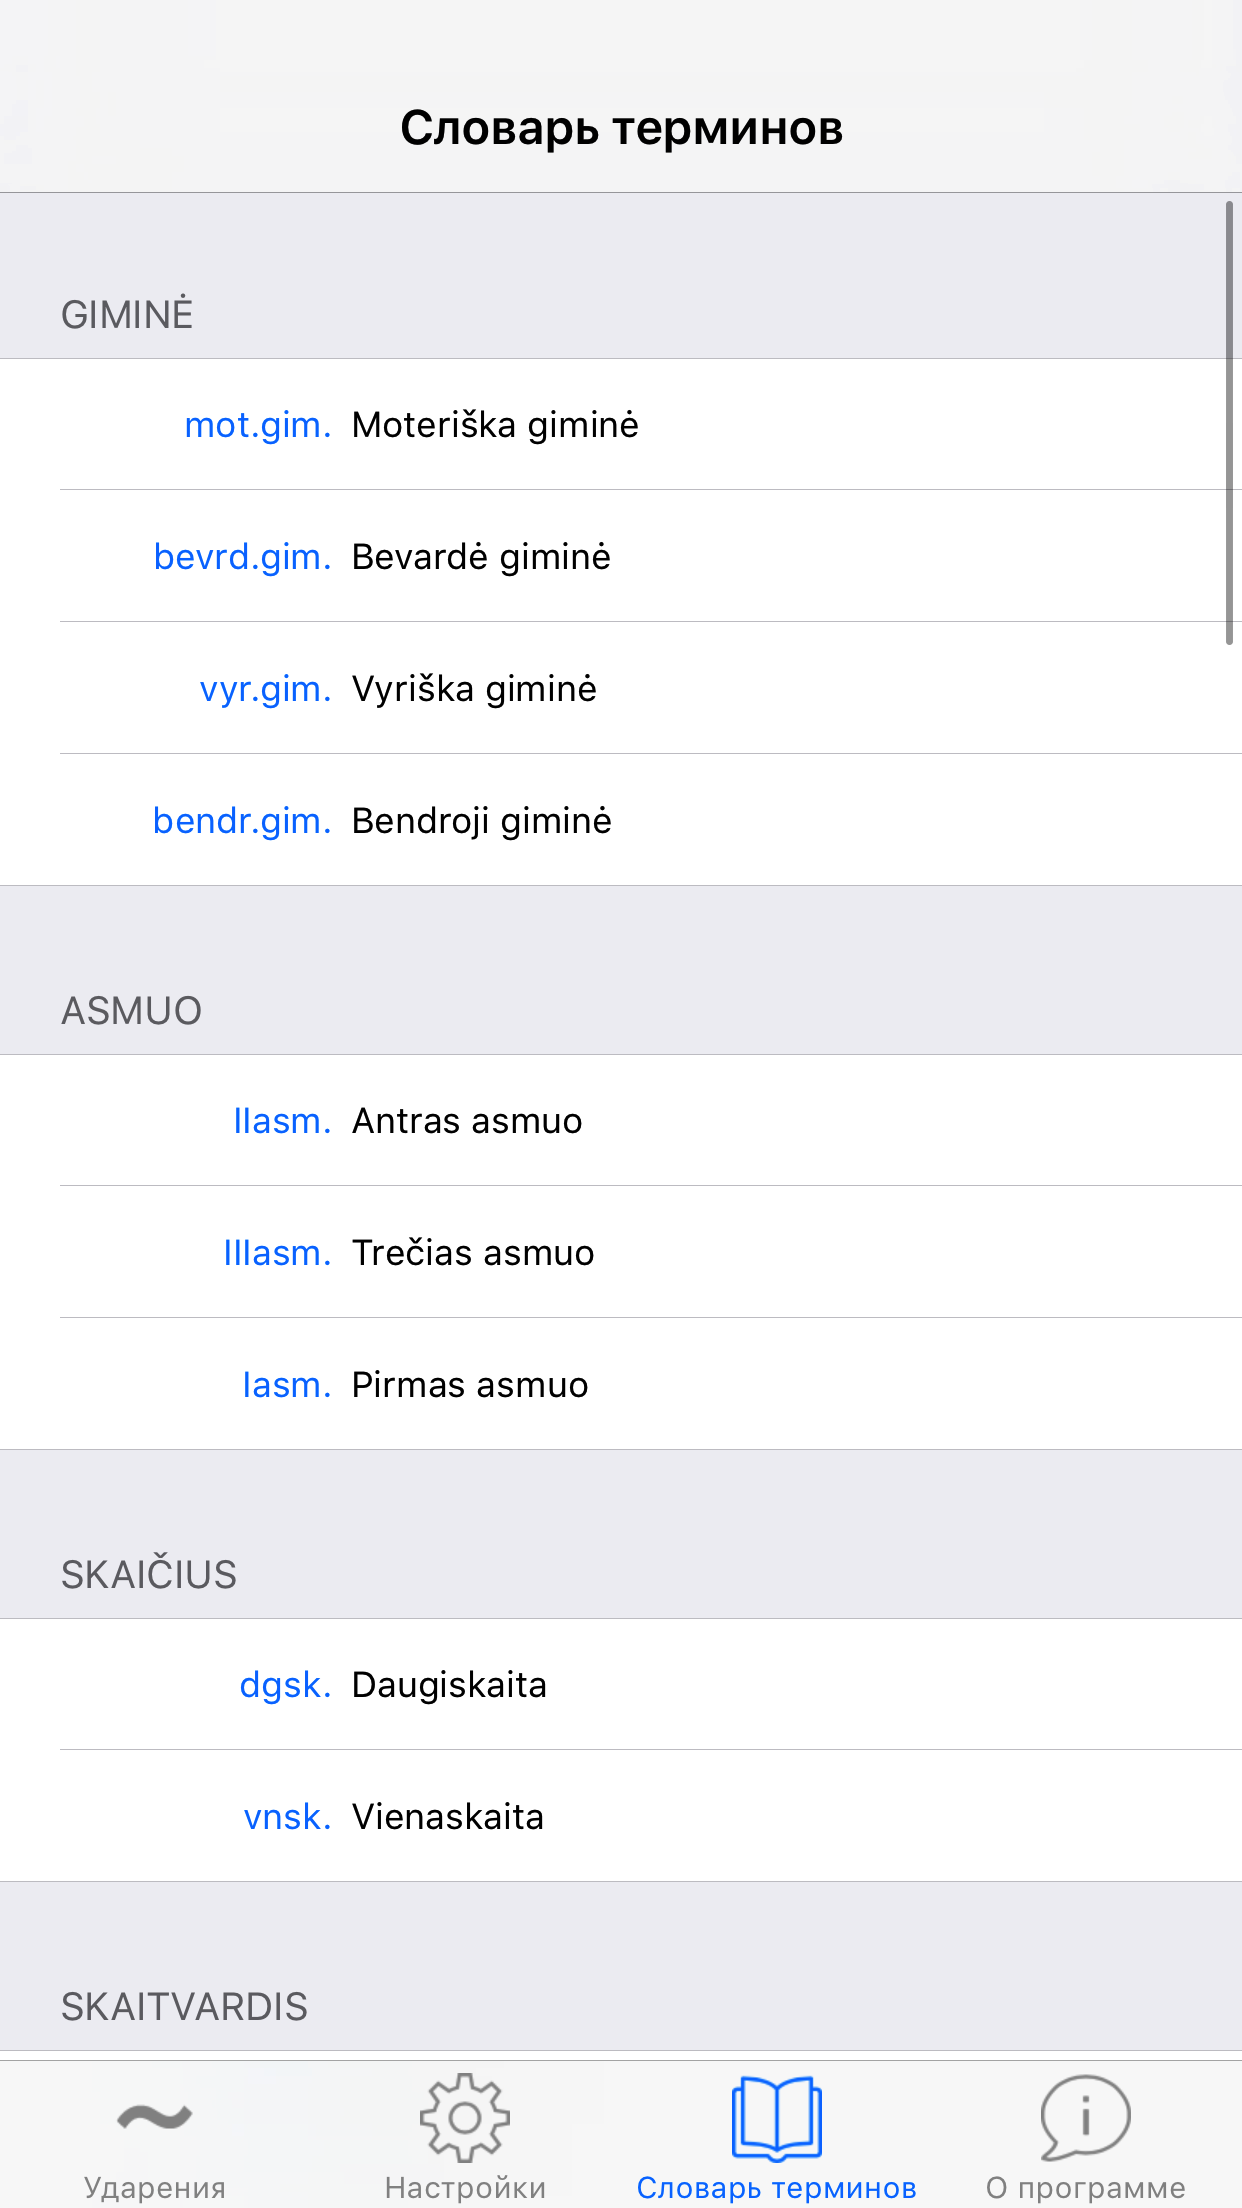 Словарь терминов
GIMINĖ
mot.gim. Moteriška giminė
bevrd.gim. Bevardė giminė
vyr.gim. Vyriška giminė
bendr.gim. Bendroji giminė
ASMUO
IIasm. Antras asmuo
IIIasm. Trečias asmuo
Iasm. Pirmas asmuo
SKAIČIUS
dgsk. Daugiskaita
vnsk. Vienaskaita
SKAITVARDIS
Ударения Настройки Словарь терминов О программе